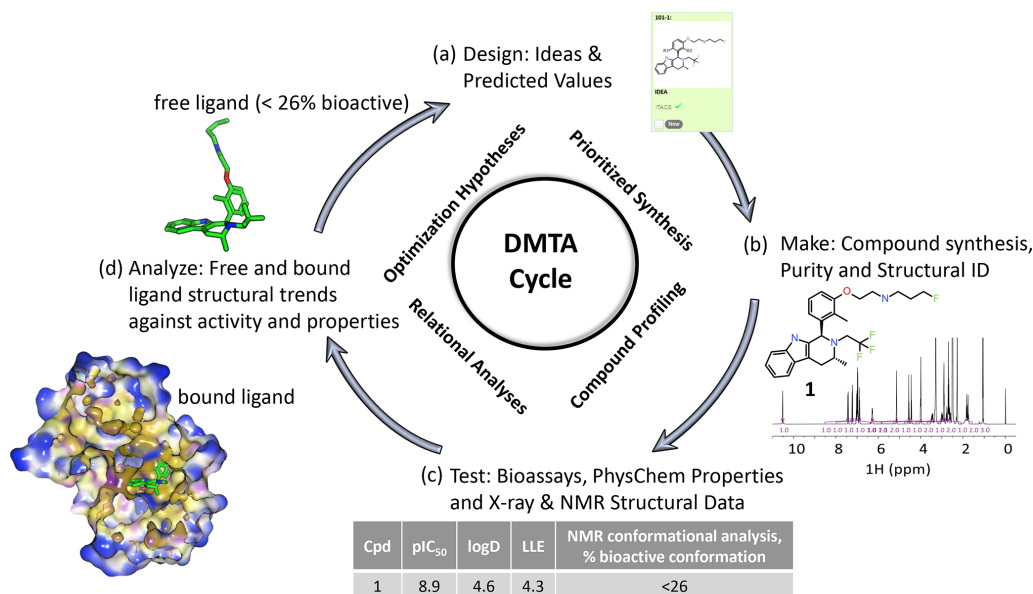 (a) Design: Ideas &
Predicted Values
101-1:
R1
R2
IDEA
iTACS
New
free ligand (< 26% bioactive)
Optimization Hypotheses
Prioritized Synthesis
DMTA
Cycle
Relational Analyses
Compound Profiling
(b) Make: Compound synthesis,
Purity and Structural ID
O
N
F
N
N
F
F
F
1
10 8 6 4 2 0
1H (ppm)
(d) Analyze: Free and bound
ligand structural trends
against activity and properties
bound ligand
(c) Test: Bioassays, PhysChem Properties
and X-ray & NMR Structural Data
Cpd pIC50 logD LLE NMR conformational analysis,
% bioactive conformation
1 8.9 4.6 4.3 <26